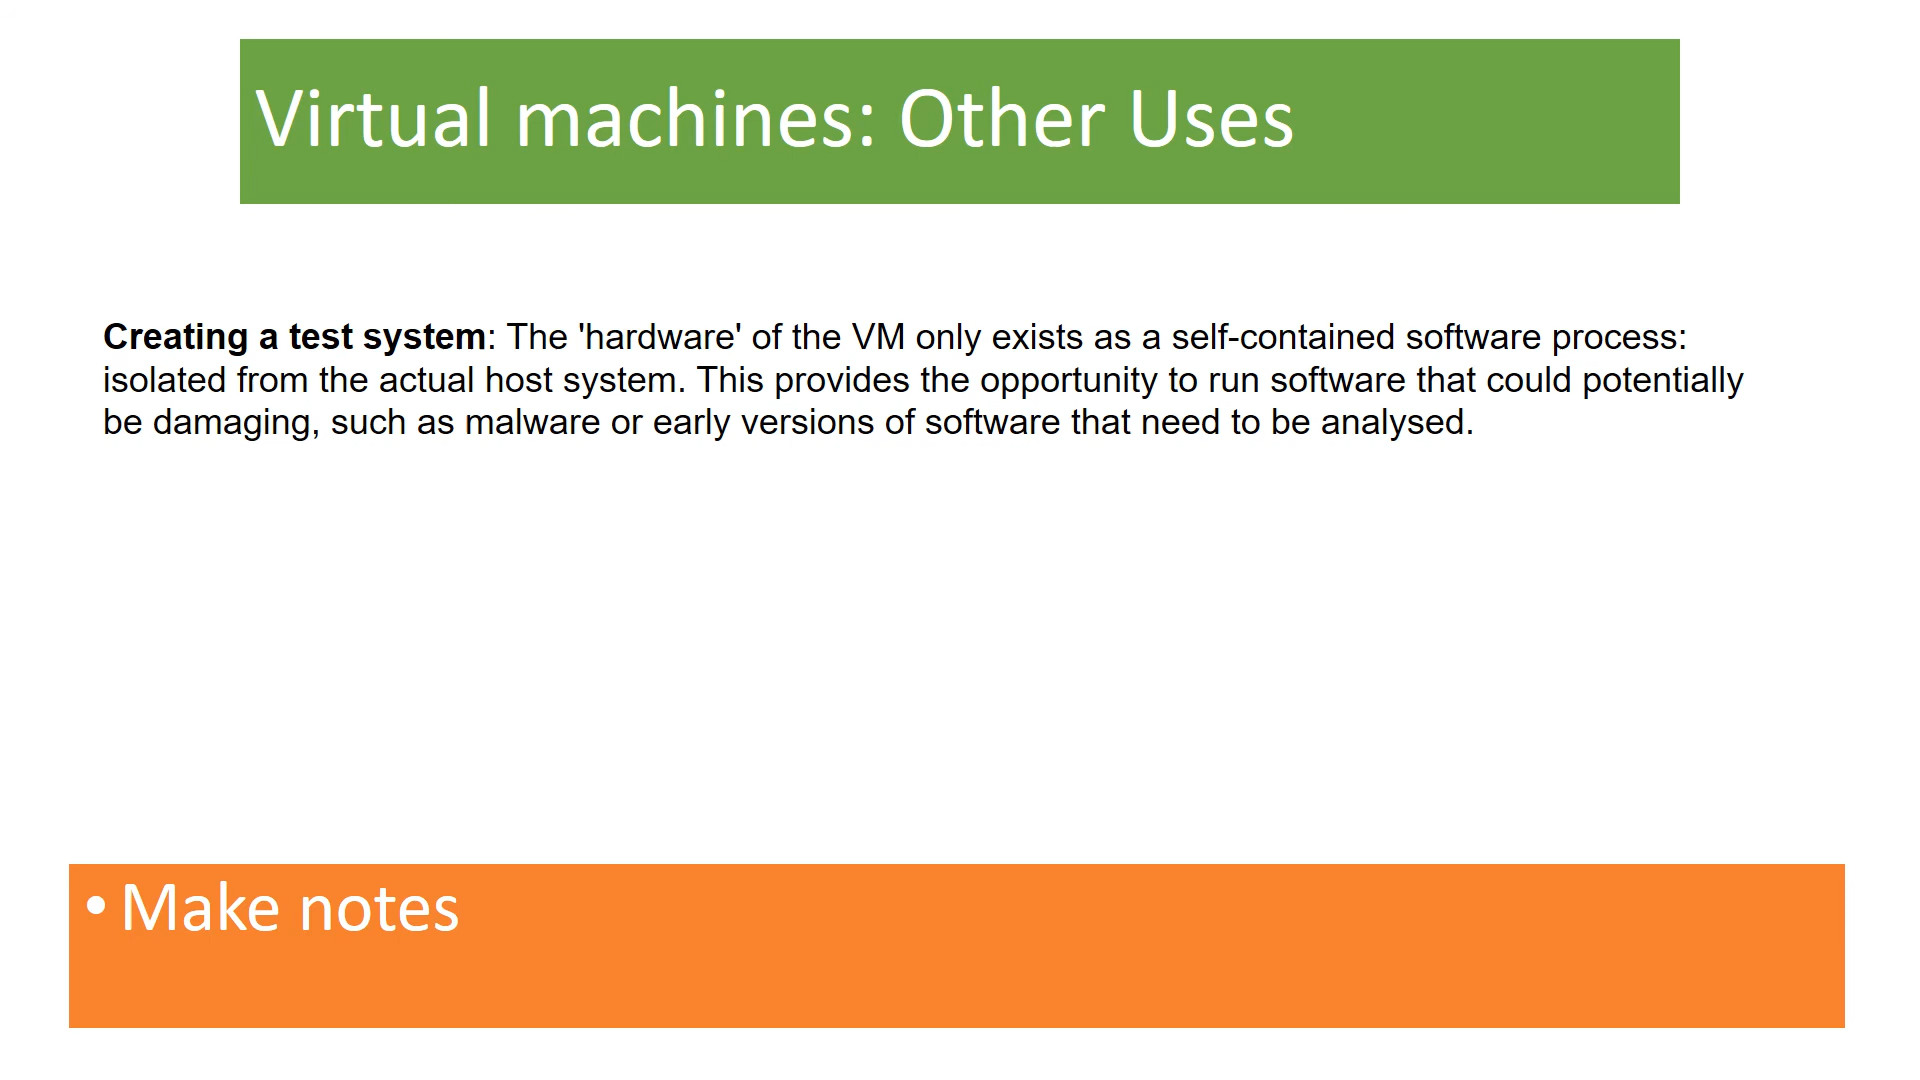 Virtual machines: Other Uses
Creating a test system: The 'hardware' of the VM only exists as a self-contained software process:
isolated from the actual host system. This provides the opportunity to run software that could potentially
be damaging, such as malware or early versions of software that need to be analysed.
• Make notes